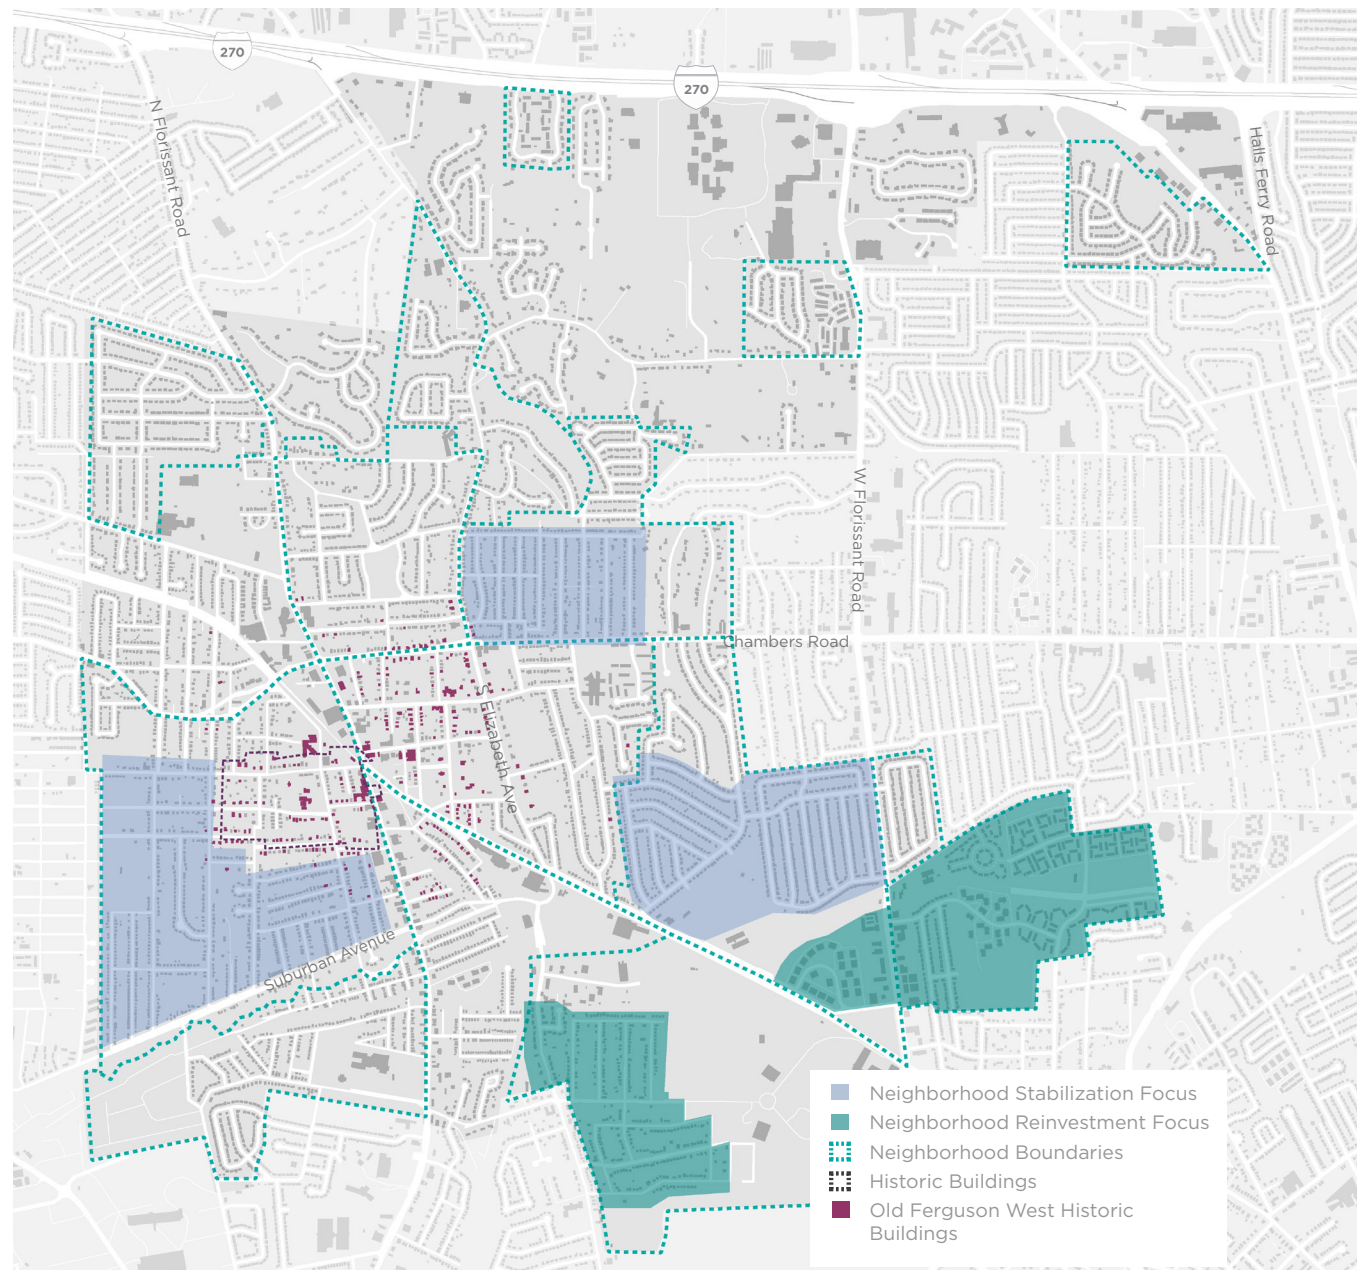 270
270
N Florissant Road
Halls Ferry Road
W Florissant Road
Chambers Road
S Elizabeth Ave
Suburban Avenue
Neighborhood Stabilization Focus
Neighborhood Reinvestment Focus
Neighborhood Boundaries
Historic Buildings
Old Ferguson West Historic
Buildings